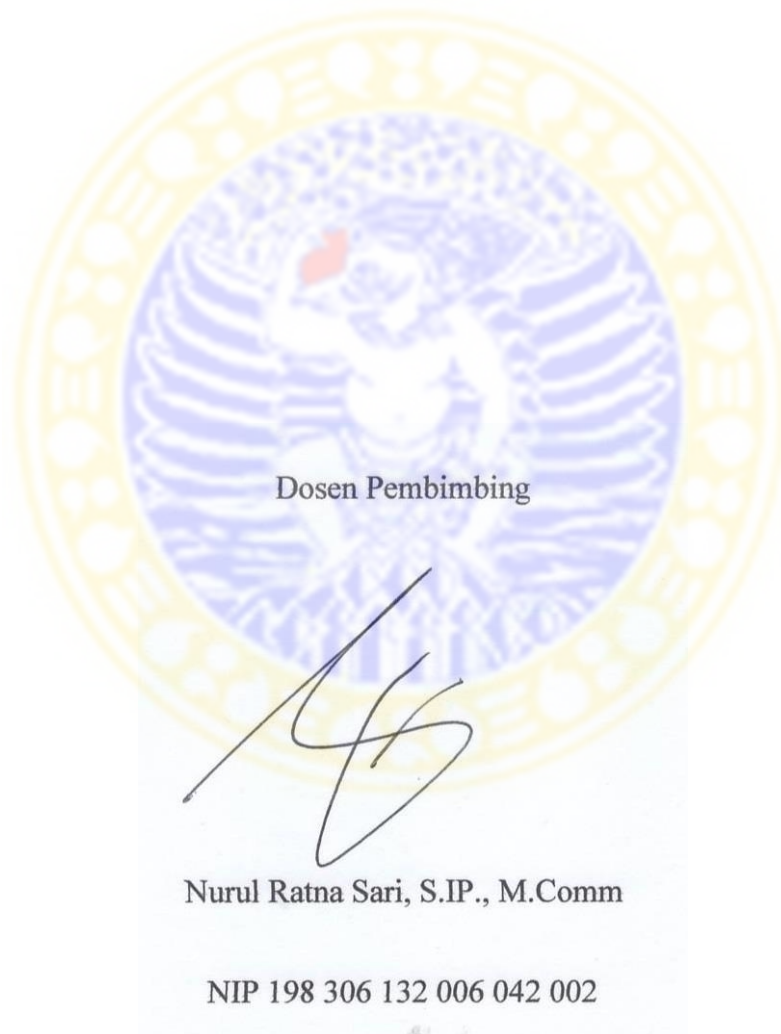 Dosen Pembimbing
Nurul Ratna Sari, S.IP., M.Comm
NIP 198 306 132 006 042 002